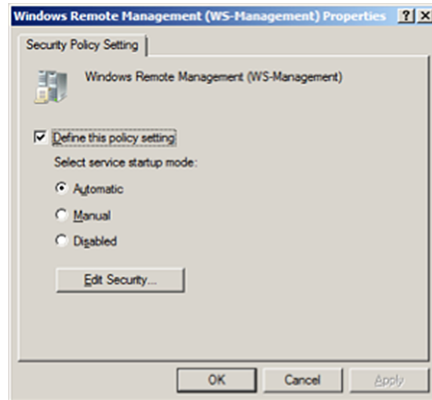 Windows Remote Management (WS-Management) Properties
Security Policy Setting
Windows Remote Management (WS-Management)
Define this policy setting
Select service startup mode:
Automatic
Manual
Disabled
Edit Security...
OK Cancel Apply